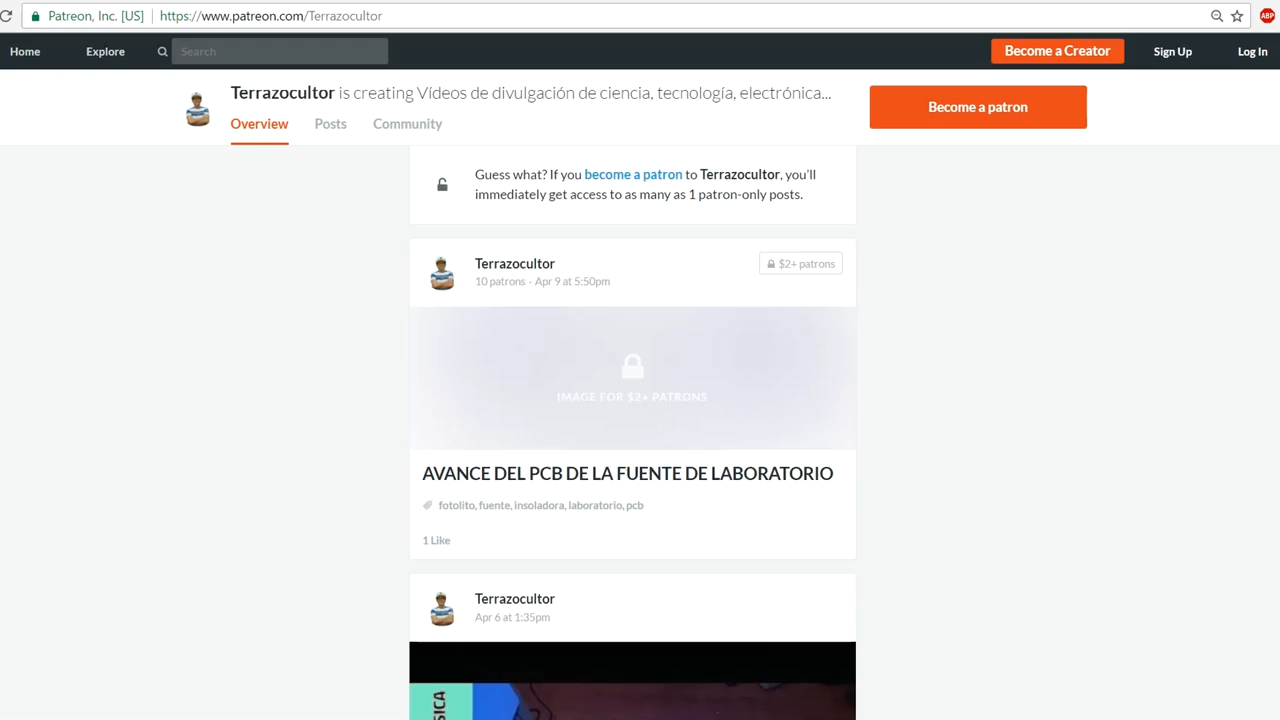 Patreon, Inc. [US] https://www.patreon.com/Terrazocultor
ABP
Home Explore Search Become a Creator Sign Up Log In
Terrazocultor is creating Vídeos de divulgación de ciencia, tecnología, electrónica...
Become a patron
Overview Posts Community
Guess what? If you become a patron to Terrazocultor, you'll
immediately get access to as many as 1 patron-only posts.
Terrazocultor
$2+ patrons
10 patrons · Apr 9 at 5:50pm
IMAGE FOR $2+ PATRONS
AVANCE DEL PCB DE LA FUENTE DE LABORATORIO
fotolito, fuente, insoladora, laboratorio, pcb
1 Like
Terrazocultor
Apr 6 at 1:35pm
SICA